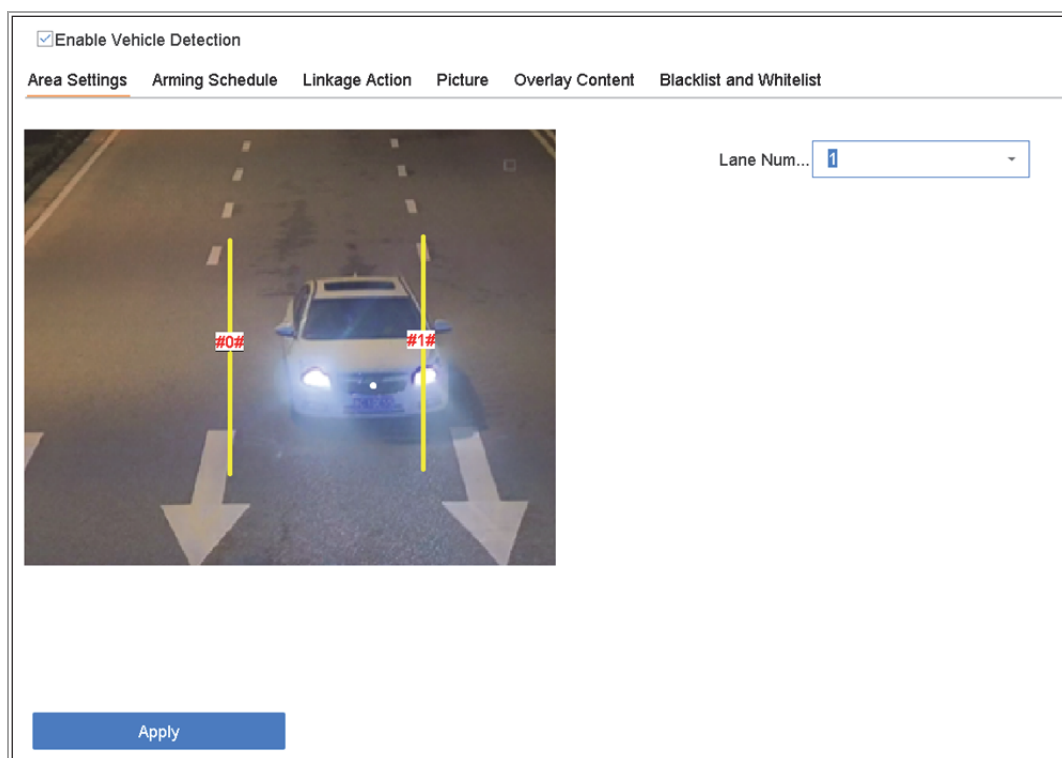 Enable Vehicle Detection
Area Settings Arming Schedule Linkage Action Picture Overlay Content Blacklist and Whitelist
Lane Num... 1
#0# #1#
Apply